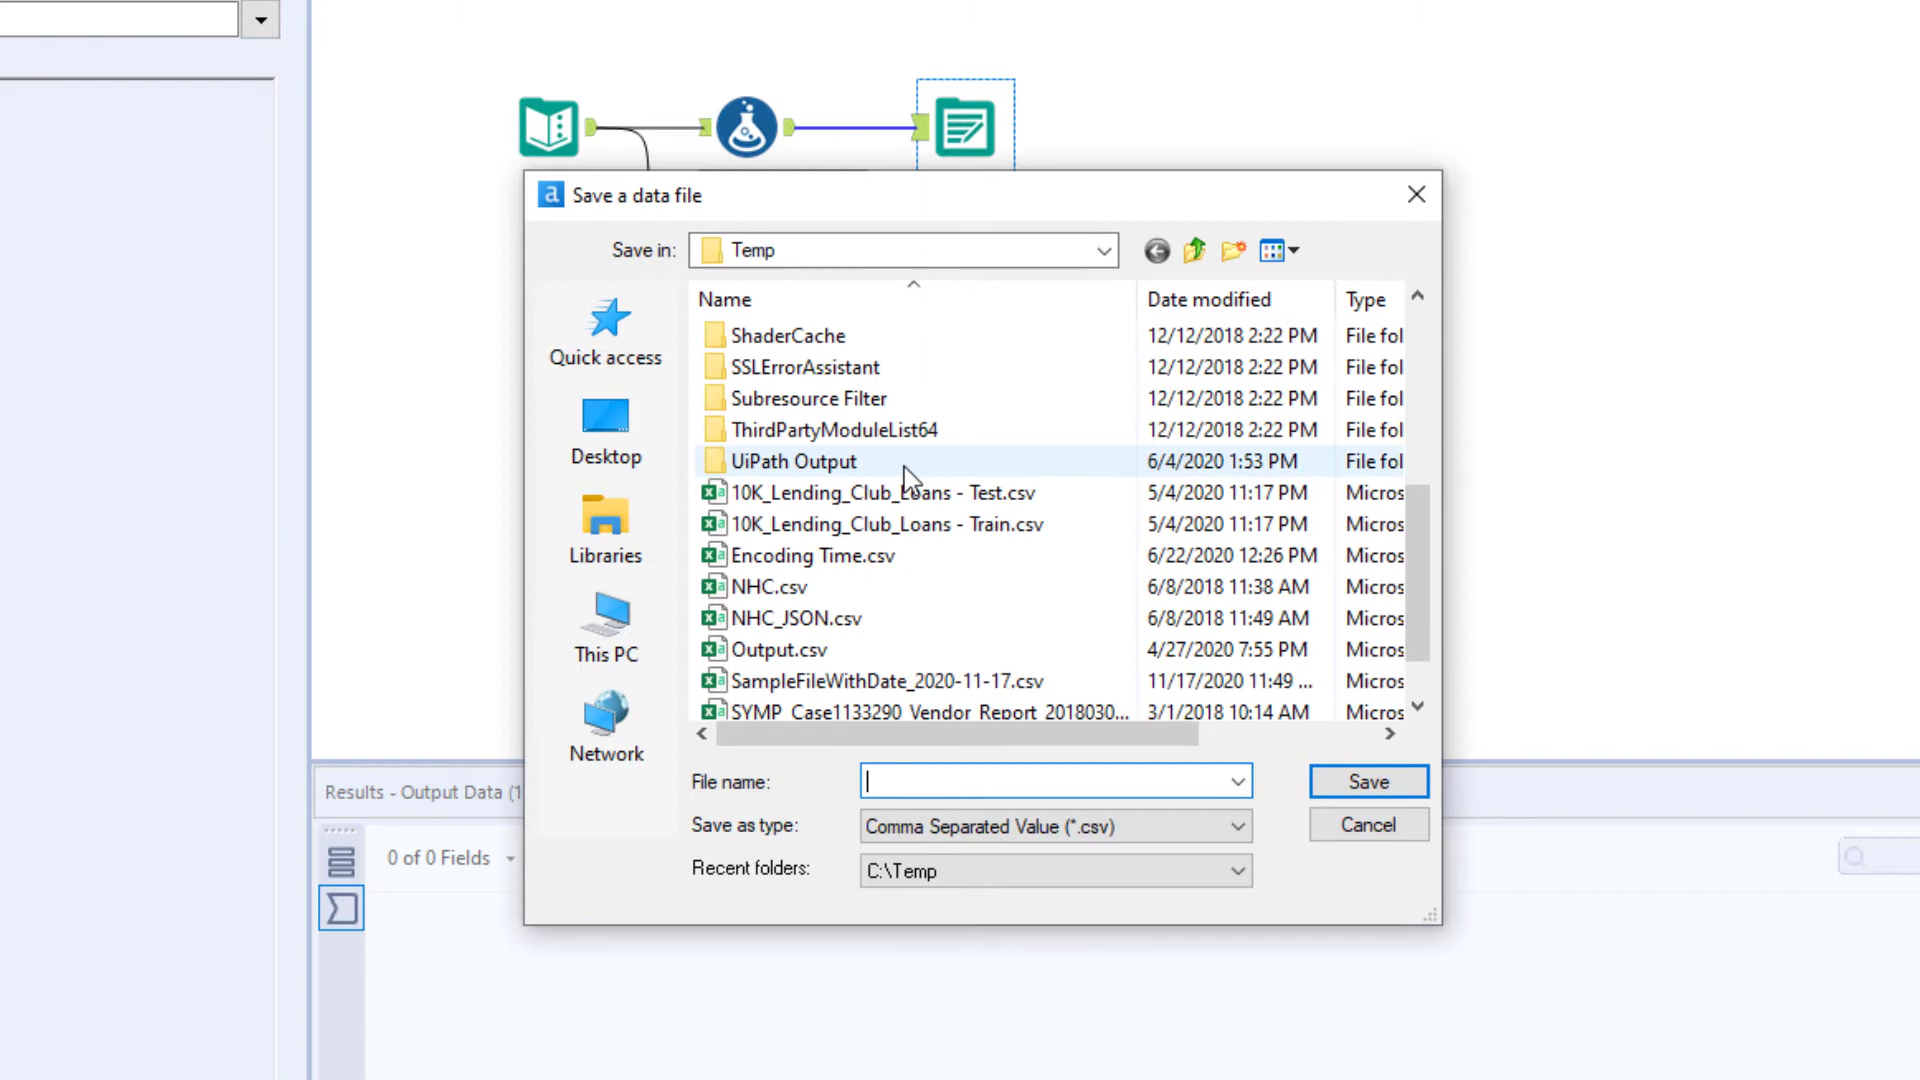 Save a data file
Save in: Temp
Name Date modified Type
ShaderCache 12/12/2018 2:22 PM File fol
SSLErrorAssistant 12/12/2018 2:22 PM File fol
Subresource Filter 12/12/2018 2:22 PM File fol
ThirdPartyModuleList64 12/12/2018 2:22 PM File fol
UiPath Output 6/4/2020 1:53 PM File fol
10K_Lending_Club_Loans - Test.csv 5/4/2020 11:17 PM Micros
10K_Lending_Club_Loans - Train.csv 5/4/2020 11:17 PM Micros
Encoding Time.csv 6/22/2020 12:26 PM Micros
NHC.csv 6/8/2018 11:38 AM Micros
NHC_JSON.csv 6/8/2018 11:49 AM Micros
Output.csv 4/27/2020 7:55 PM Micros
SampleFileWithDate_2020-11-17.csv 11/17/2020 11:49 ... Micros
SYMP_Case1133290_Vendor_Report_2018030... 3/1/2018 10:14 AM Micros
Quick access
Desktop
Libraries
This PC
Network
File name: Save
Save as type: Comma Separated Value (*.csv) Cancel
Recent folders: C:\Temp
Results - Output Data (1
0 of 0 Fields